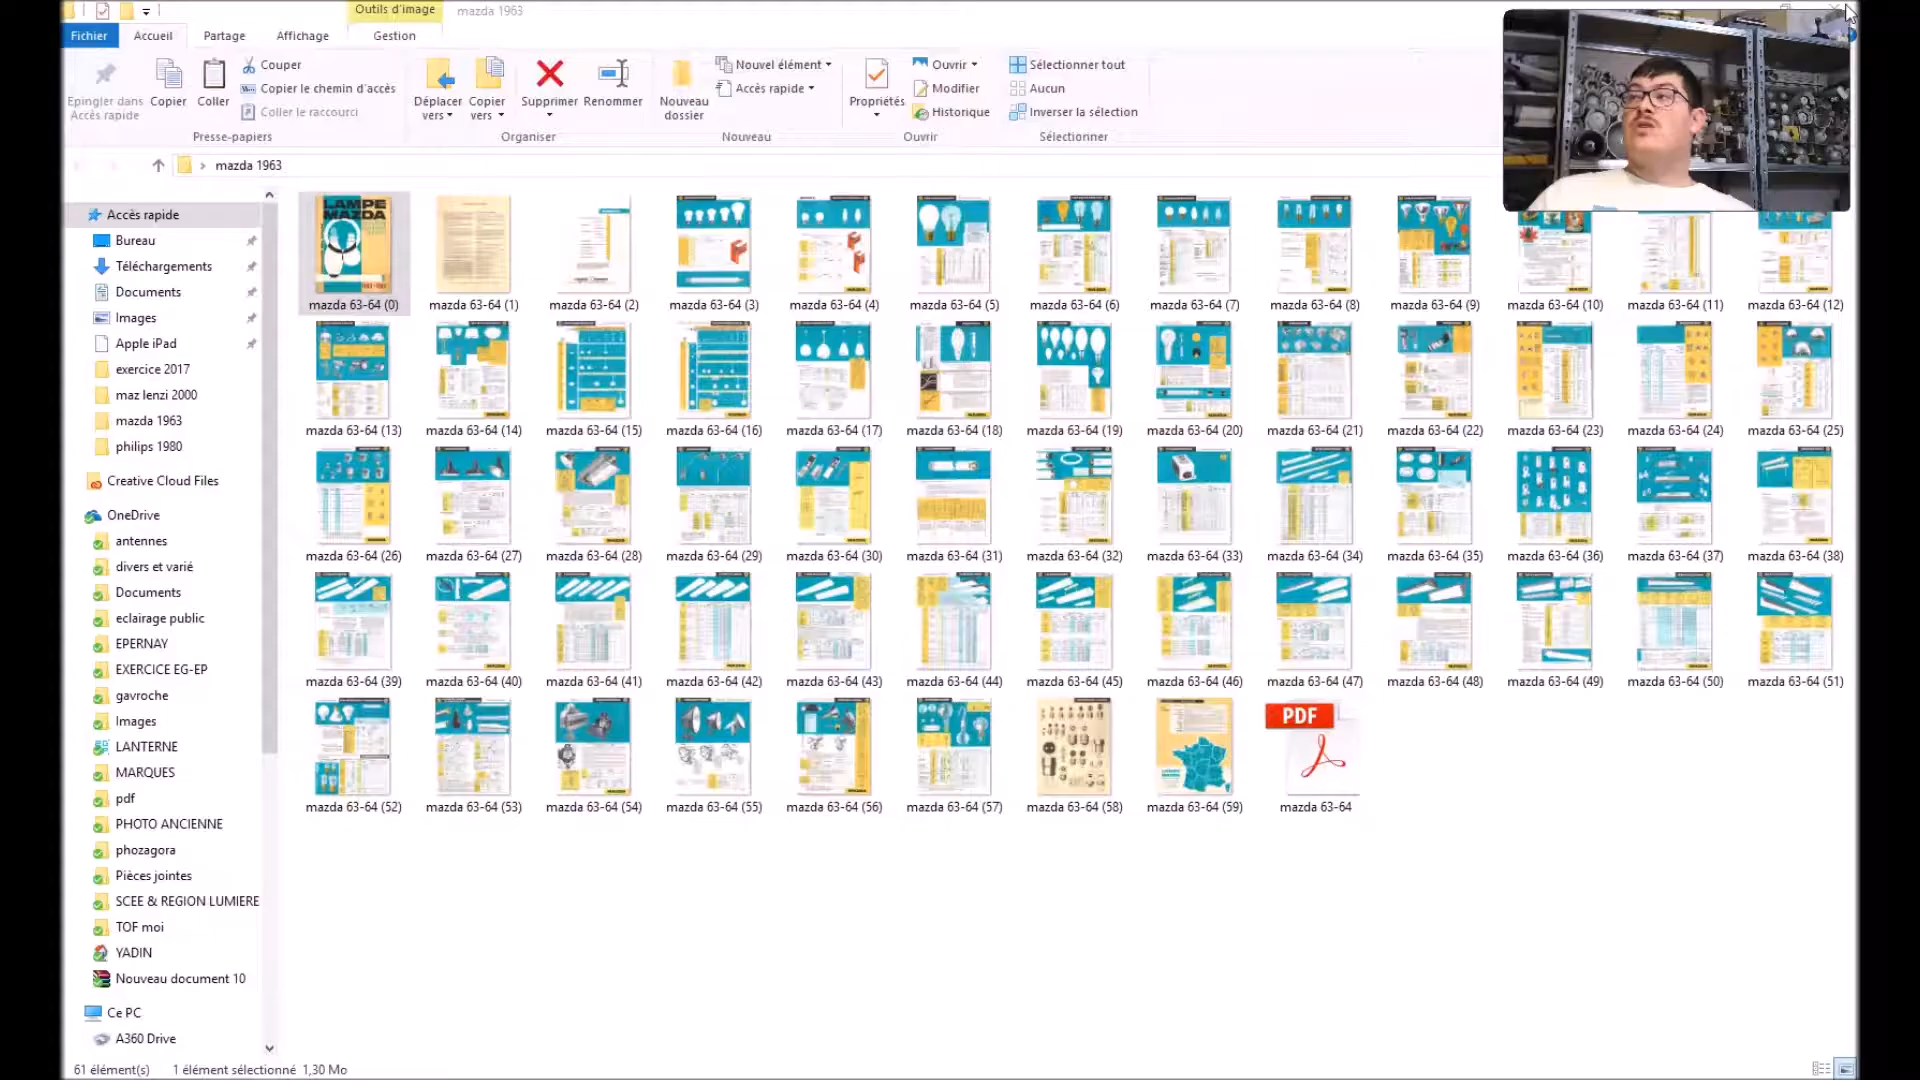 Outils d'image
mazda 1963
Fichier
Accueil
Partage
Affichage
Gestion
Epingler dans
Accès rapide
Copier
Coller
Couper
Copier le chemin d'accès
Coller le raccourci
Presse-papiers
Déplacer
vers
Copier
vers
Supprimer
Renommer
Organiser
Nouveau
dossier
Nouvel élément
Accès rapide
Nouveau
Propriétés
Ouvrir
Modifier
Historique
Ouvrir
Sélectionner tout
Aucun
Inverser la sélection
Sélectionner
mazda 1963
Accès rapide
Bureau
Téléchargements
Documents
Images
Apple iPad
exercice 2017
maz lenzi 2000
mazda 1963
philips 1980
Creative Cloud Files
OneDrive
antennes
divers et varié
Documents
eclairage public
EPERNAY
EXERCICE EG-EP
gavroche
Images
LANTERNE
MARQUES
pdf
PHOTO ANCIENNE
phozagora
Pièces jointes
SCEE & REGION LUMIERE
TOF moi
YADIN
Nouveau document 10
Ce PC
A360 Drive
LAMPE
MAZDA
mazda 63-64 (0)
mazda 63-64 (1)
mazda 63-64 (2)
mazda 63-64 (3)
mazda 63-64 (4)
mazda 63-64 (5)
mazda 63-64 (6)
mazda 63-64 (7)
mazda 63-64 (8)
mazda 63-64 (9)
mazda 63-64 (10)
mazda 63-64 (11)
mazda 63-64 (12)
mazda 63-64 (13)
mazda 63-64 (14)
mazda 63-64 (15)
mazda 63-64 (16)
mazda 63-64 (17)
mazda 63-64 (18)
mazda 63-64 (19)
mazda 63-64 (20)
mazda 63-64 (21)
mazda 63-64 (22)
mazda 63-64 (23)
mazda 63-64 (24)
mazda 63-64 (25)
mazda 63-64 (26)
mazda 63-64 (27)
mazda 63-64 (28)
mazda 63-64 (29)
mazda 63-64 (30)
mazda 63-64 (31)
mazda 63-64 (32)
mazda 63-64 (33)
mazda 63-64 (34)
mazda 63-64 (35)
mazda 63-64 (36)
mazda 63-64 (37)
mazda 63-64 (38)
mazda 63-64 (39)
mazda 63-64 (40)
mazda 63-64 (41)
mazda 63-64 (42)
mazda 63-64 (43)
mazda 63-64 (44)
mazda 63-64 (45)
mazda 63-64 (46)
mazda 63-64 (47)
mazda 63-64 (48)
mazda 63-64 (49)
mazda 63-64 (50)
mazda 63-64 (51)
mazda 63-64 (52)
mazda 63-64 (53)
mazda 63-64 (54)
mazda 63-64 (55)
mazda 63-64 (56)
mazda 63-64 (57)
mazda 63-64 (58)
mazda 63-64 (59)
PDF
mazda 63-64
61 élément(s)
1 élément sélectionné 1,30 Mo